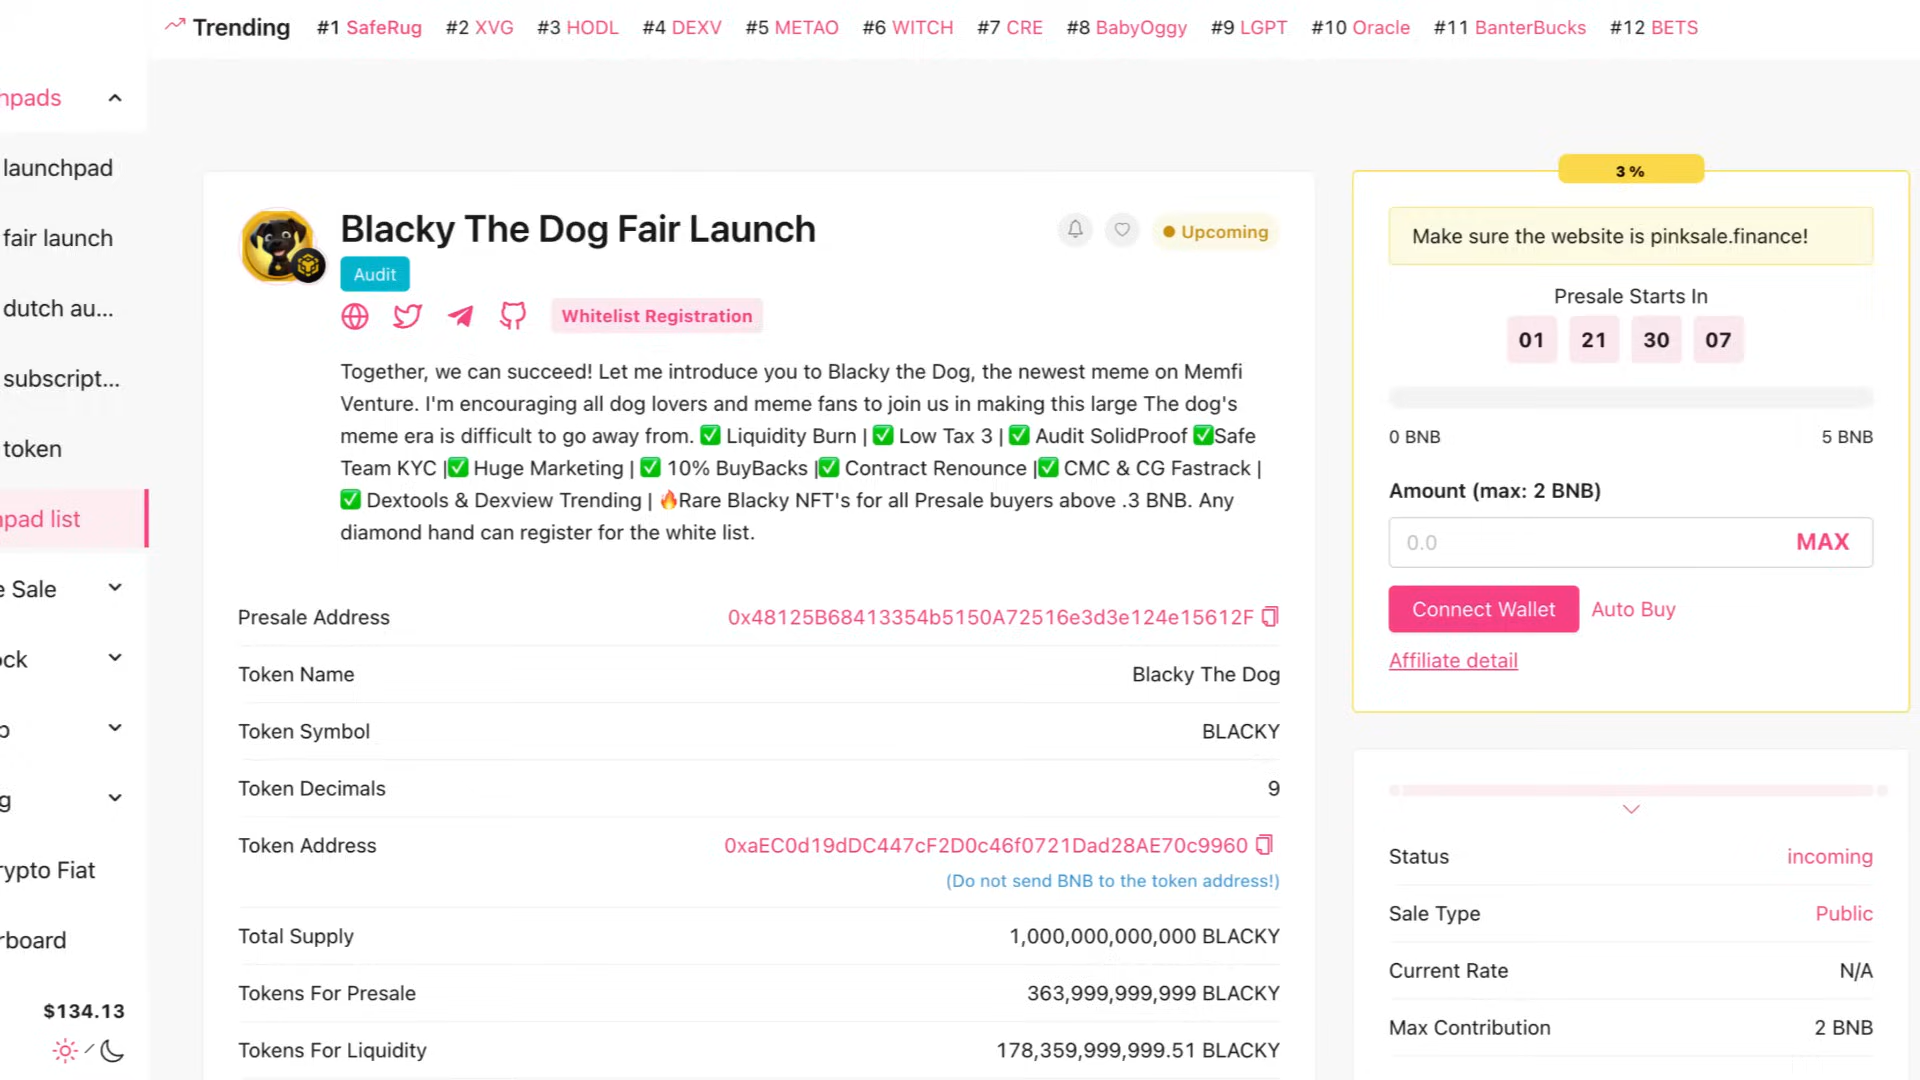 Trending #1 SafeRug #2 XVG #3 HODL #4 DEXV #5 METAO #6 WITCH #7 CRE #8 BabyOggy #9 LGPT #10 Oracle #11 BanterBucks #12 BETS
hpads
launchpad
fair launch
dutch au...
subscript...
token
pad list
e Sale
ock
p
g
rypto Fiat
rboard
$134.13
Blacky The Dog Fair Launch
Upcoming
Audit
Whitelist Registration
Together, we can succeed! Let me introduce you to Blacky the Dog, the newest meme on Memfi
Venture. I'm encouraging all dog lovers and meme fans to join us in making this large The dog's
meme era is difficult to go away from. ✅ Liquidity Burn | ✅ Low Tax 3 | ✅ Audit SolidProof ✅Safe
Team KYC |✅ Huge Marketing | ✅ 10% BuyBacks |✅ Contract Renounce |✅ CMC & CG Fastrack |
✅ Dextools & Dexview Trending | 🔥Rare Blacky NFT's for all Presale buyers above .3 BNB. Any
diamond hand can register for the white list.
Presale Address 0x48125B68413354b5150A72516e3d3e124e15612F
Token Name Blacky The Dog
Token Symbol BLACKY
Token Decimals 9
Token Address 0xaEC0d19dDC447cF2D0c46f0721Dad28AE70c9960
(Do not send BNB to the token address!)
Total Supply 1,000,000,000,000 BLACKY
Tokens For Presale 363,999,999,999 BLACKY
Tokens For Liquidity 178,359,999,999.51 BLACKY
3 %
Make sure the website is pinksale.finance!
Presale Starts In
01 21 30 07
0 BNB 5 BNB
Amount (max: 2 BNB)
0.0 MAX
Connect Wallet Auto Buy
Affiliate detail
Status incoming
Sale Type Public
Current Rate N/A
Max Contribution 2 BNB